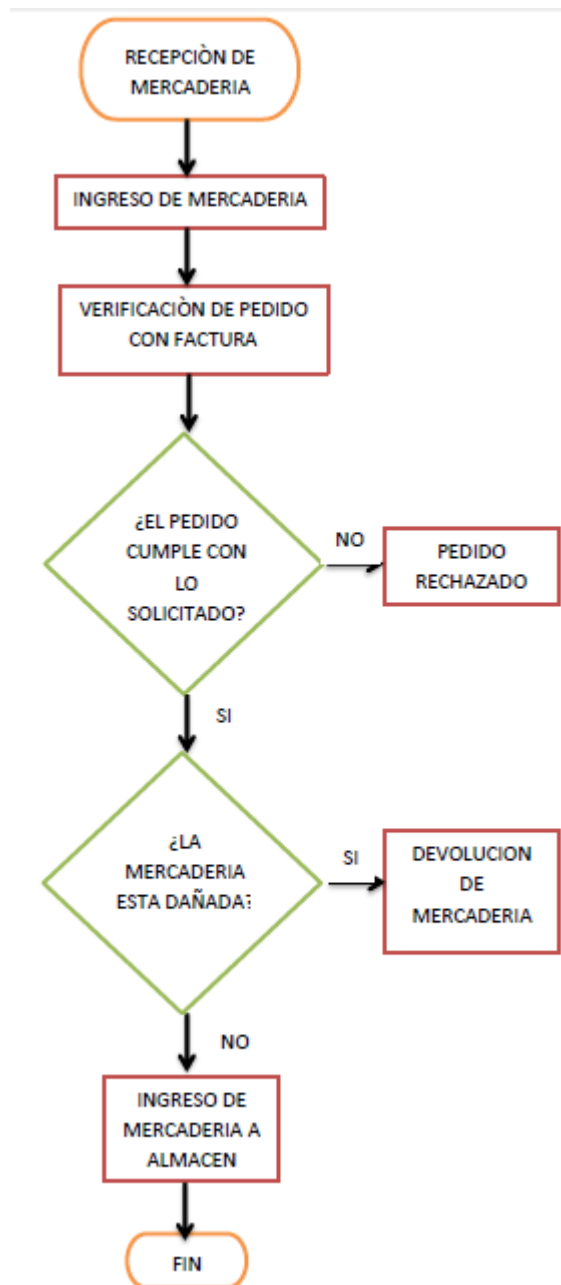 RECEPCIÒN DE
MERCADERIA
INGRESO DE MERCADERIA
VERIFICACIÒN DE PEDIDO
CON FACTURA
¿EL PEDIDO
CUMPLE CON
LO
SOLICITADO?
NO
PEDIDO
RECHAZADO
SI
¿LA
MERCADERIA
ESTA DAÑADA?
SI
DEVOLUCION
DE
MERCADERIA
NO
INGRESO DE
MERCADERIA A
ALMACEN
FIN